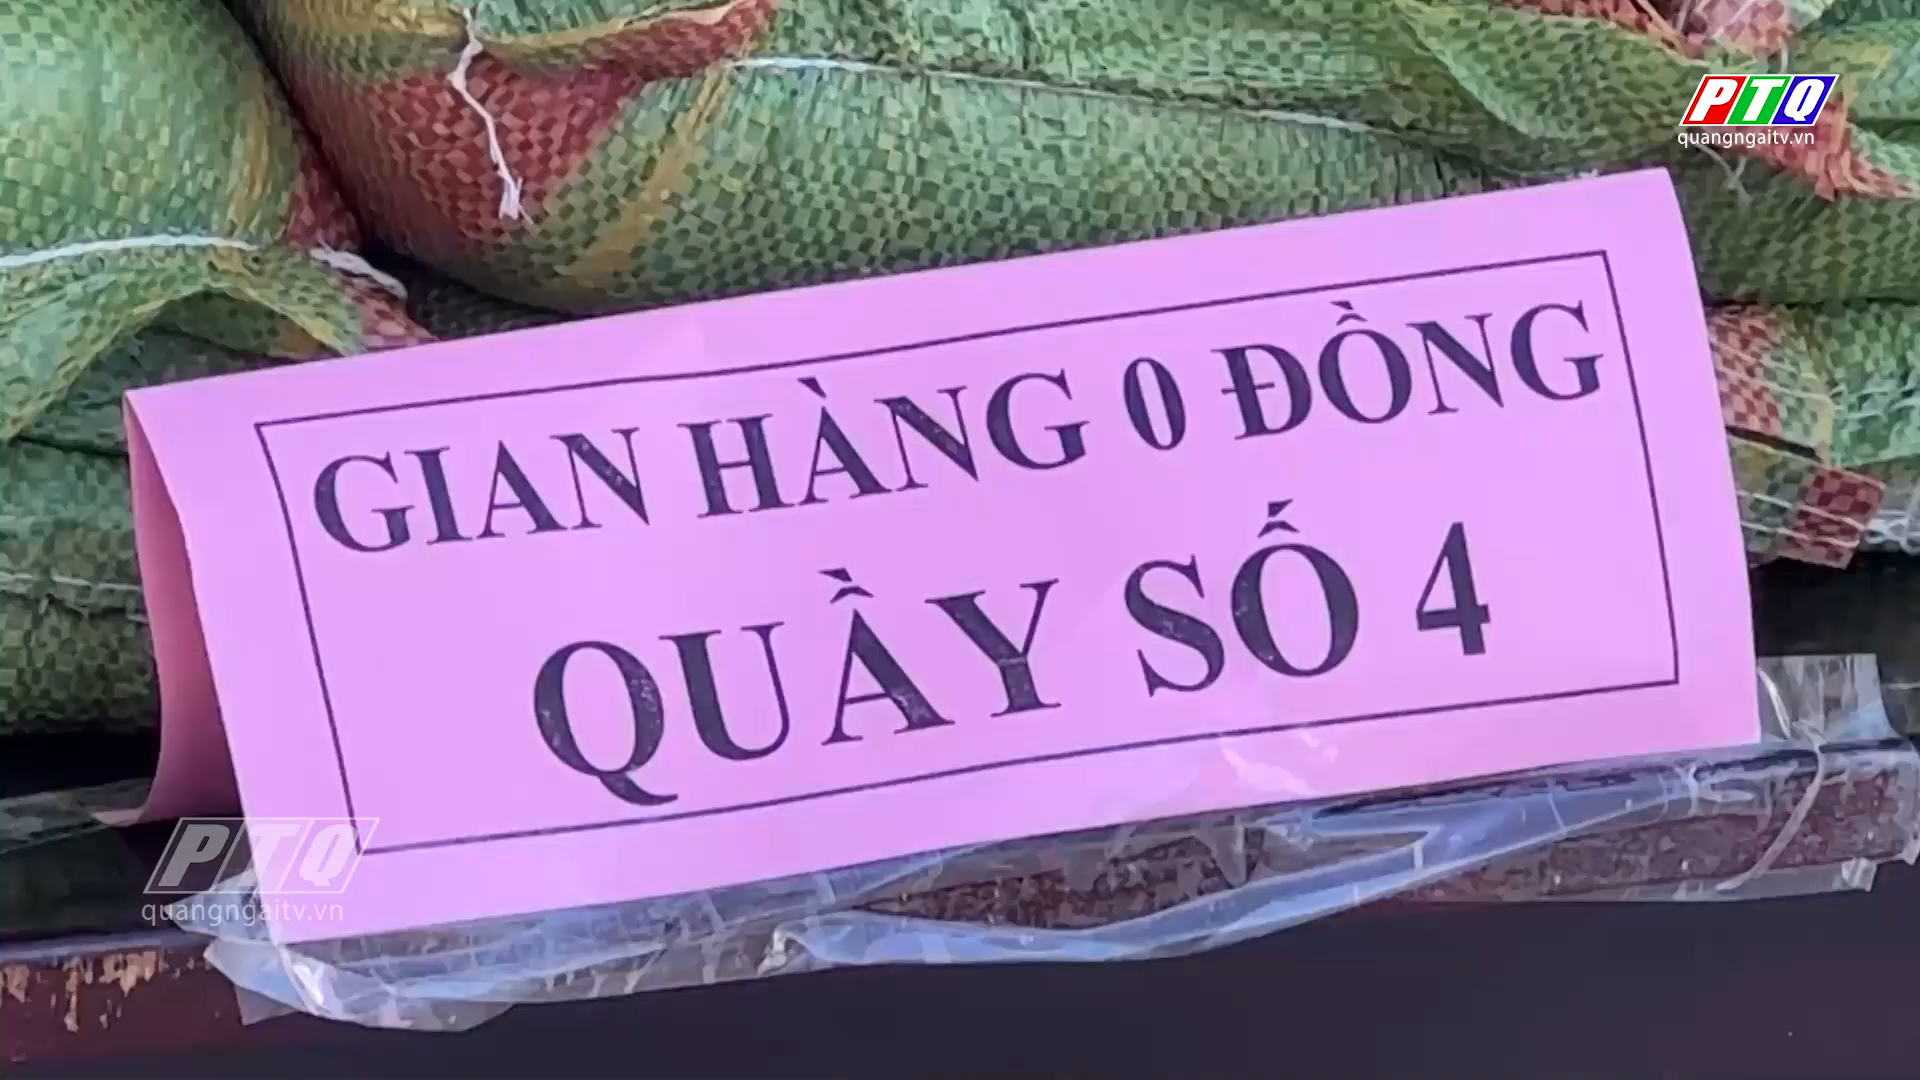 PTQ
quangngaitv.vn
GIAN HÀNG 0 ĐỒNG
QUẦY SỐ 4
PTQ
quangngaitv.vn